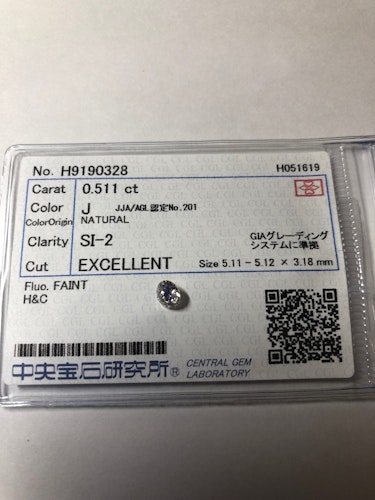 No. H9190328 H051619
Carat 0.511 ct
Color J JJA/AGL認定No.201
ColorOrigin NATURAL
Clarity SI-2 GIAグレーディング
システムに準拠
Cut EXCELLENT Size 5.11 - 5.12 × 3.18 mm
Fluo. FAINT
H&C
中央宝石研究所® CENTRAL GEM
LABORATORY